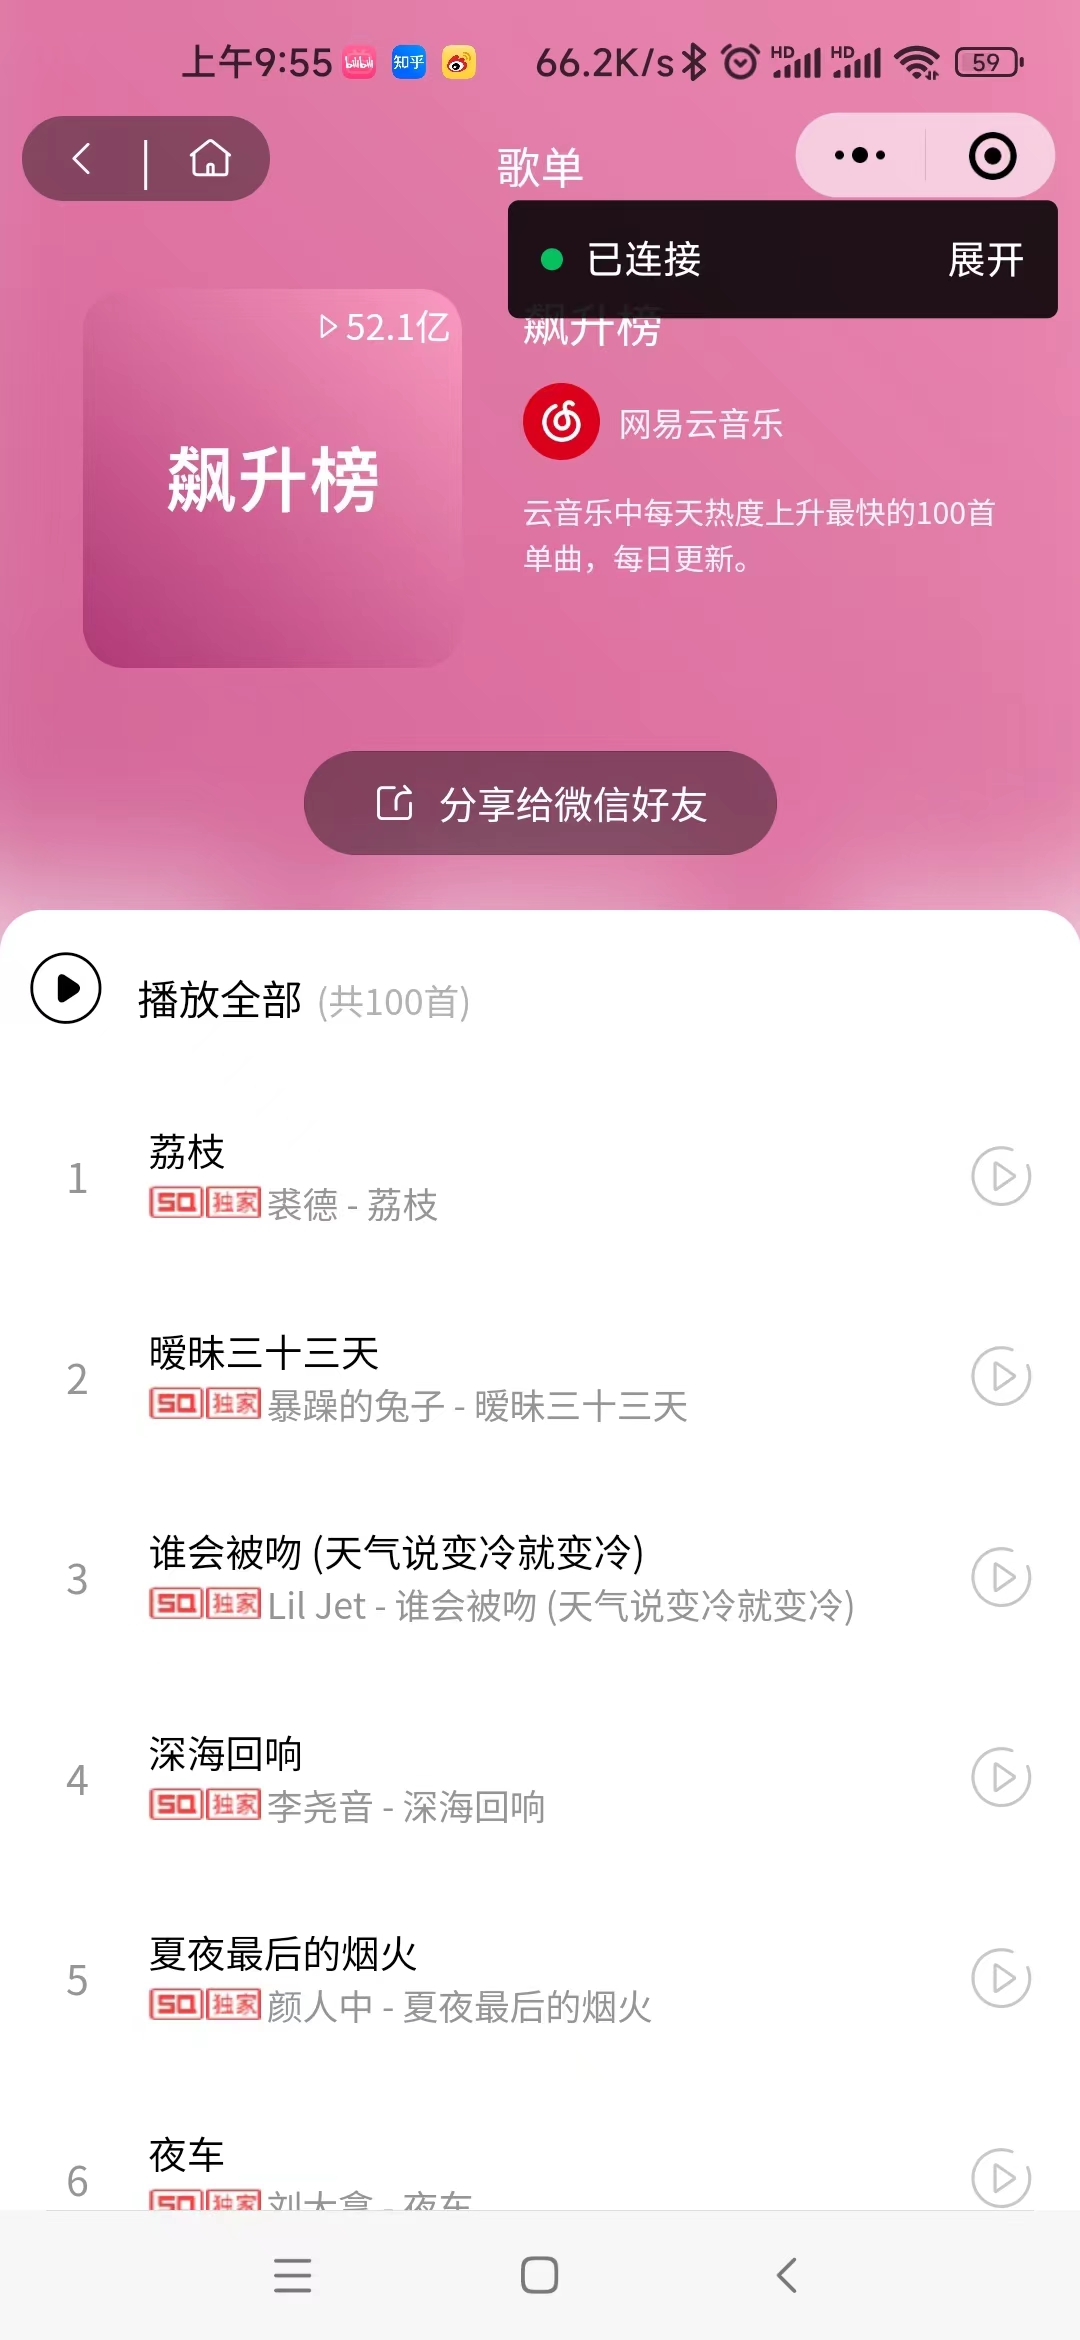 上午9:55
bilibili
知乎
66.2K/s
HD
HD
59
歌单
已连接
展开
52.1亿
飙升榜
飙升榜
网易云音乐
云音乐中每天热度上升最快的100首
单曲，每日更新。
分享给微信好友
播放全部 (共100首)
1
荔枝
SQ 独家 裘德 - 荔枝
2
暧昧三十三天
SQ 独家 暴躁的兔子 - 暧昧三十三天
3
谁会被吻 (天气说变冷就变冷)
SQ 独家 Lil Jet - 谁会被吻 (天气说变冷就变冷)
4
深海回响
SQ 独家 李尧音 - 深海回响
5
夏夜最后的烟火
SQ 独家 颜人中 - 夏夜最后的烟火
6
夜车
SQ 独家 刘大拿 - 夜车